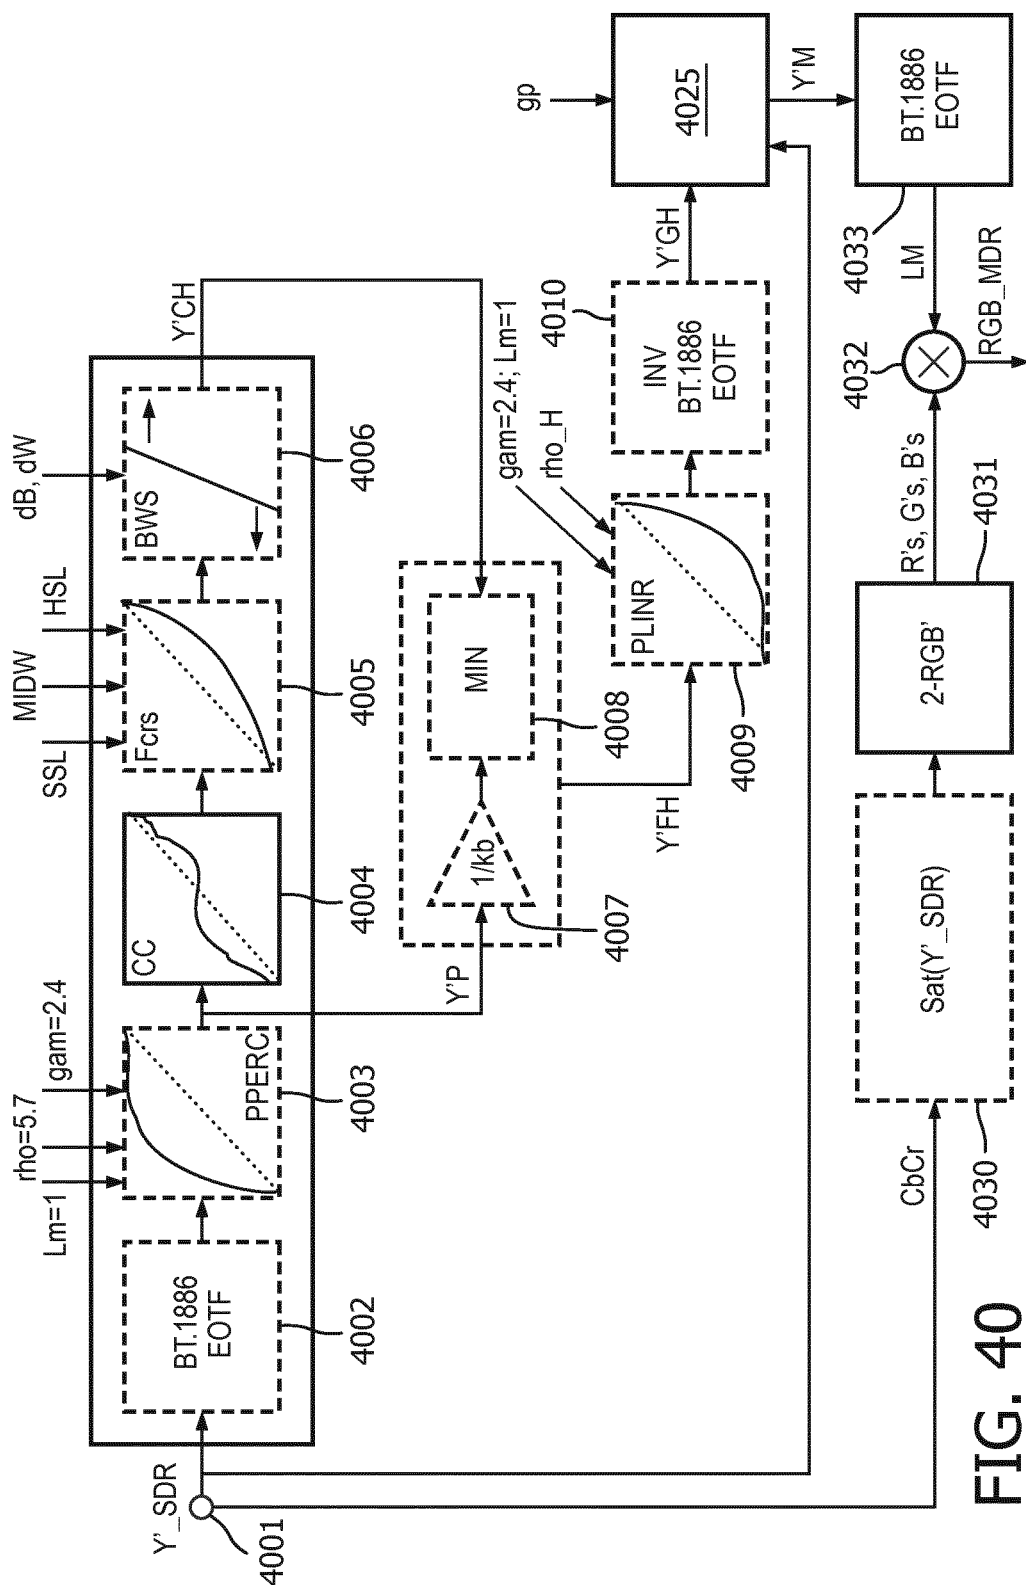 Y'_SDR
4001
BT.1886
EOTF
4002
Lm=1
rho=5.7
gam=2.4
PPERC
4003
CC
4004
SSL
MIDW
HSL
Fcrs
4005
dB, dW
BWS
4006
Y'CH
Y'P
1/kb
4007
MIN
4008
Y'FH
gam=2.4; Lm=1
rho_H
PLINR
4009
INV
BT.1886
EOTF
4010
Y'GH
gp
4025
Y'M
BT.1886
EOTF
4033
LM
4032
RGB_MDR
CbCr
Sat(Y'_SDR)
4030
2-RGB'
4031
R's, G's, B's
FIG. 40